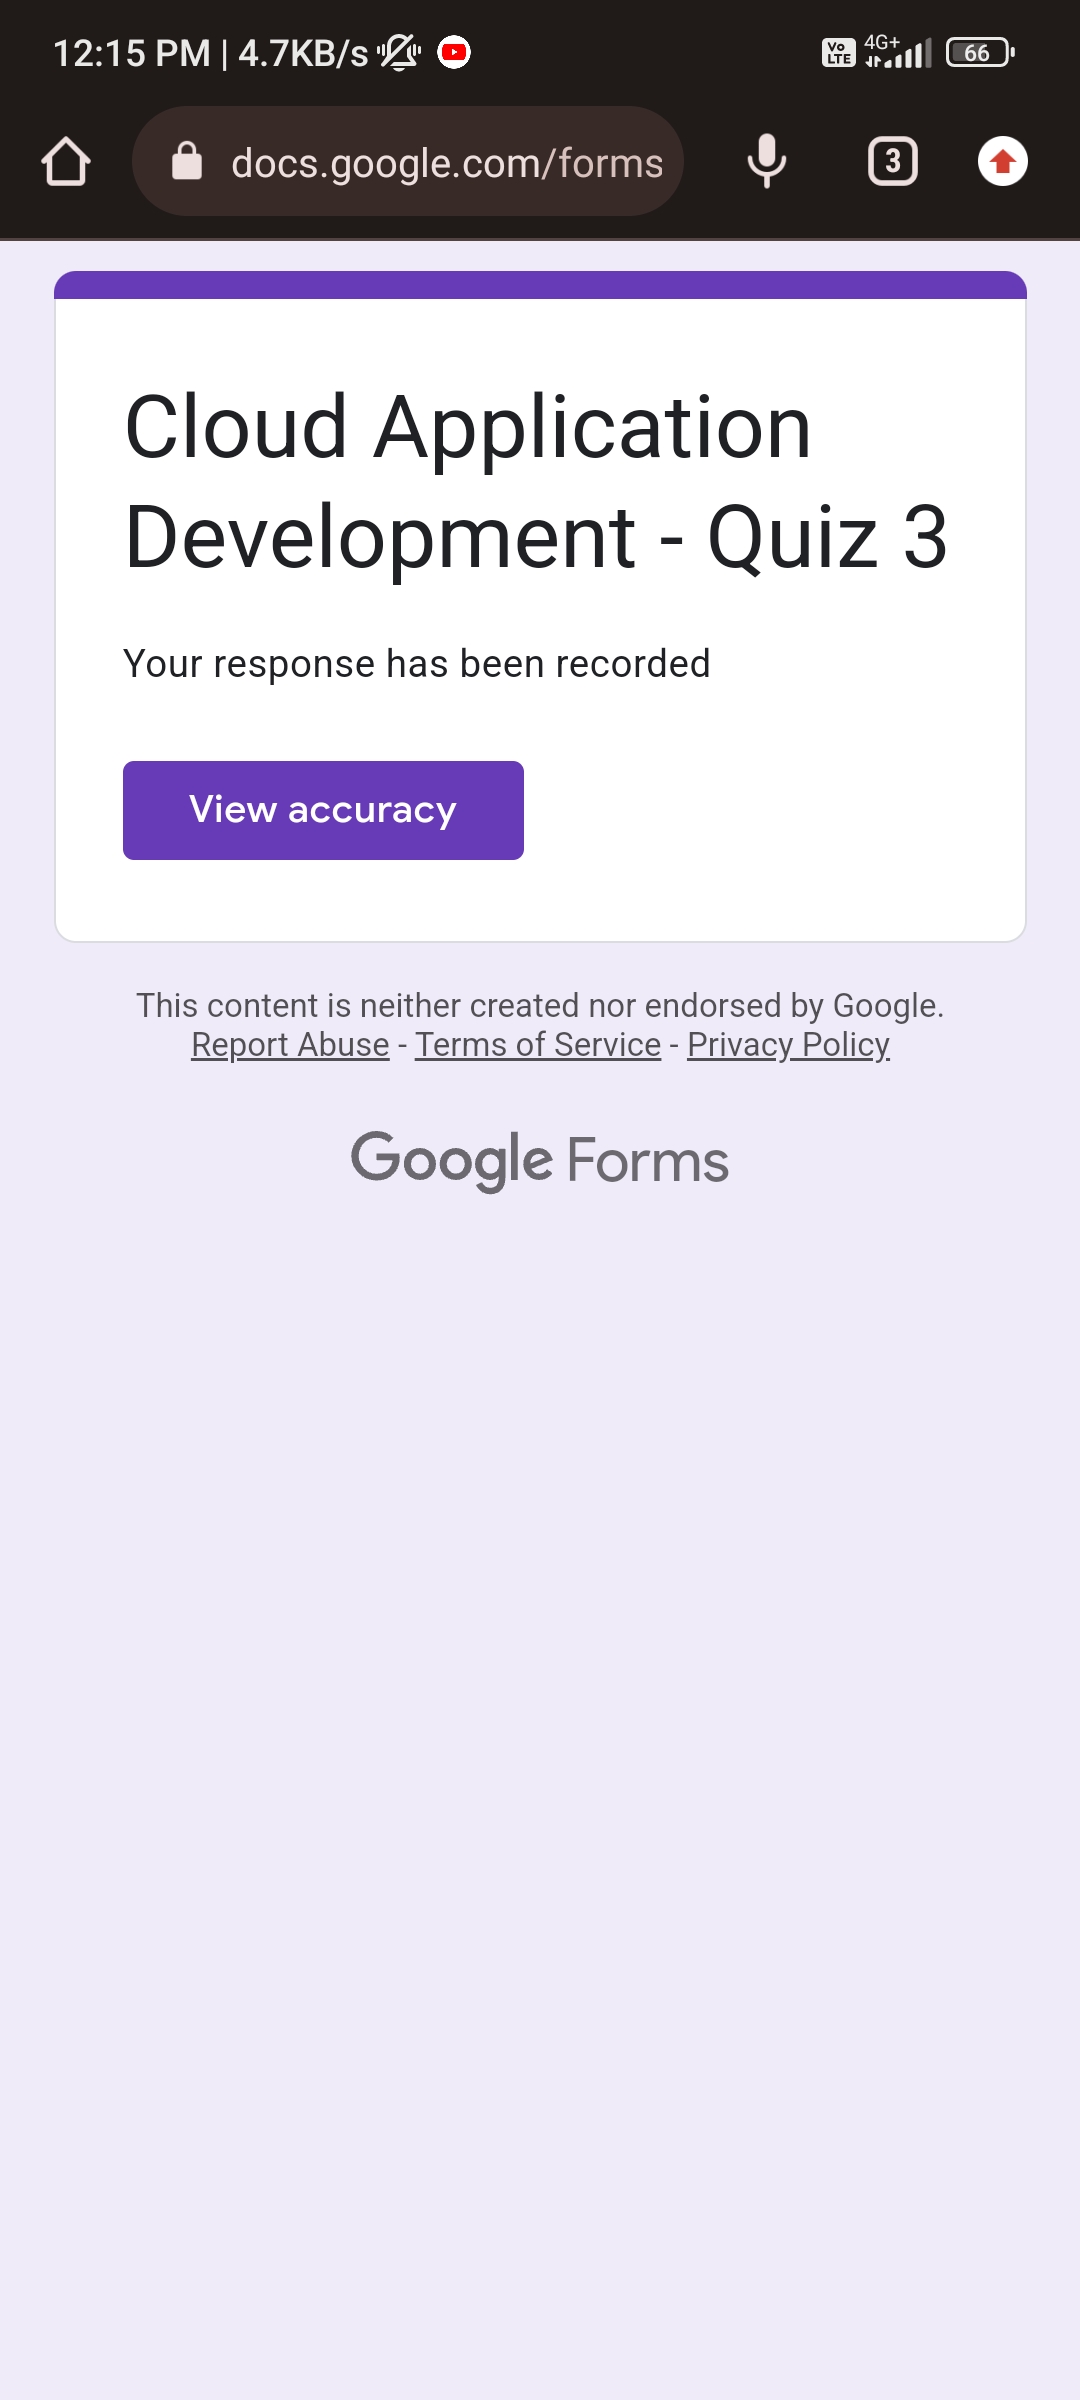 12:15 PM | 4.7KB/s
Vo LTE 4G+ 66
docs.google.com/forms
3
Cloud Application
Development - Quiz 3
Your response has been recorded
View accuracy
This content is neither created nor endorsed by Google.
Report Abuse - Terms of Service - Privacy Policy
Google Forms